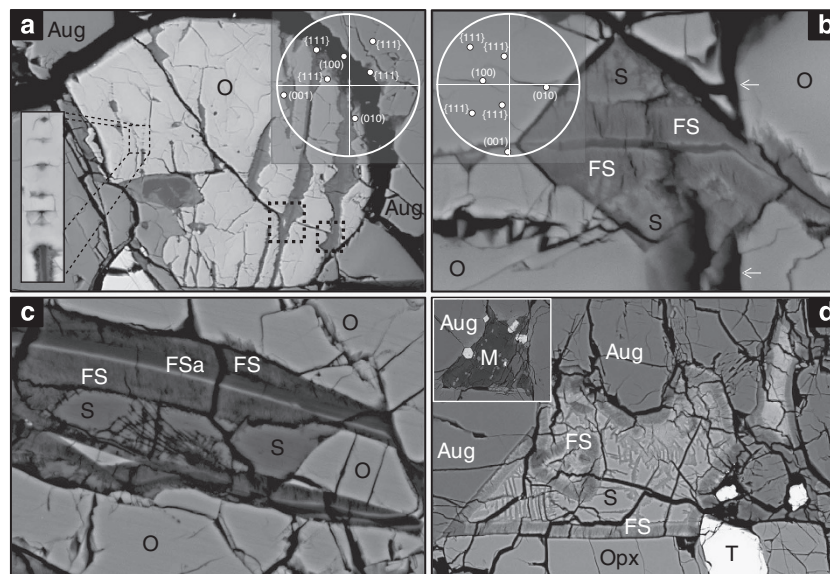 a
Aug
O
{111}
{111}
(100)
{111}
{111}
(001)
(010)
Aug
b
{111}
{111}
(100)
(010)
{111}
{111}
(001)
S
O
FS
FS
S
O
c
O
FSa
FS
FS
S
S
O
O
d
Aug
M
Aug
Aug
FS
S
FS
Opx
T